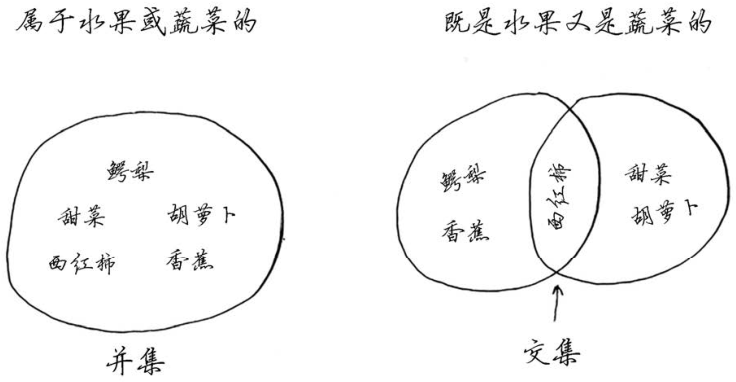 属于水果或蔬菜的
鳄梨
甜菜 胡萝卜
西红柿 香蕉
并集
既是水果又是蔬菜的
鳄梨
香蕉
西红柿
甜菜
胡萝卜
交集